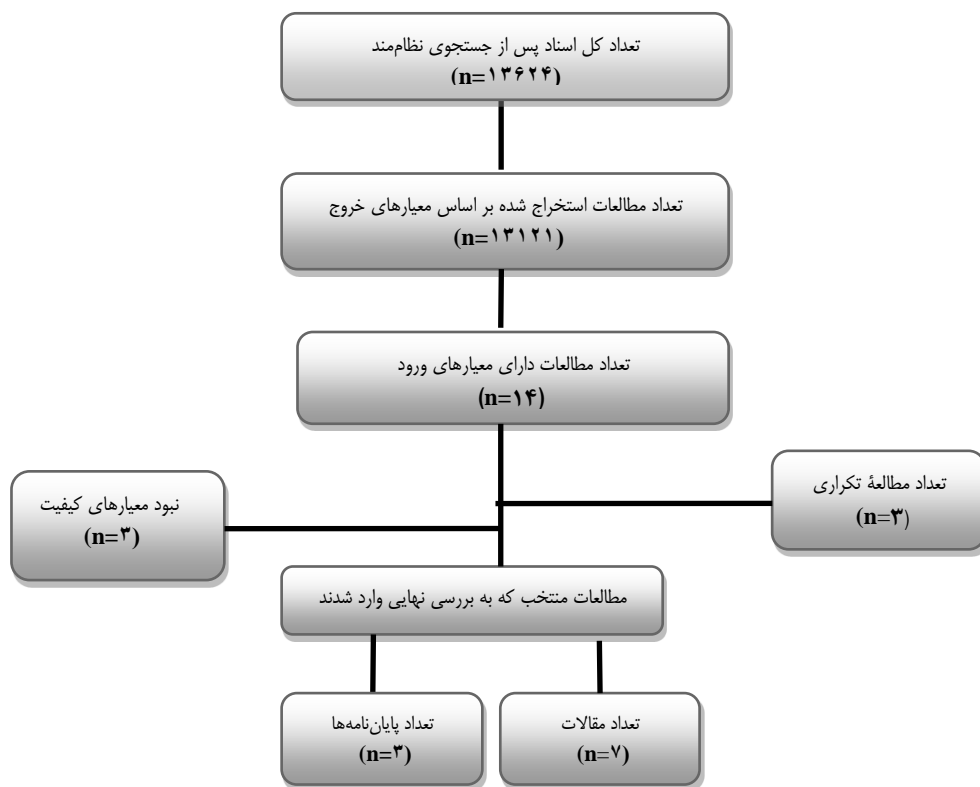 تعداد کل اسناد پس از جستجوی نظام‌مند
(n=۱۳۶۲۴)
تعداد مطالعات استخراج شده بر اساس معیارهای خروج
(n=۱۳۱۲۱)
تعداد مطالعات دارای معیارهای ورود
(n=۱۴)
تعداد مطالعۀ تکراری
(n=۳)
نبود معیارهای کیفیت
(n=۳)
مطالعات منتخب که به بررسی نهایی وارد شدند
تعداد مقالات
(n=۷)
تعداد پایان‌نامه‌ها
(n=۳)